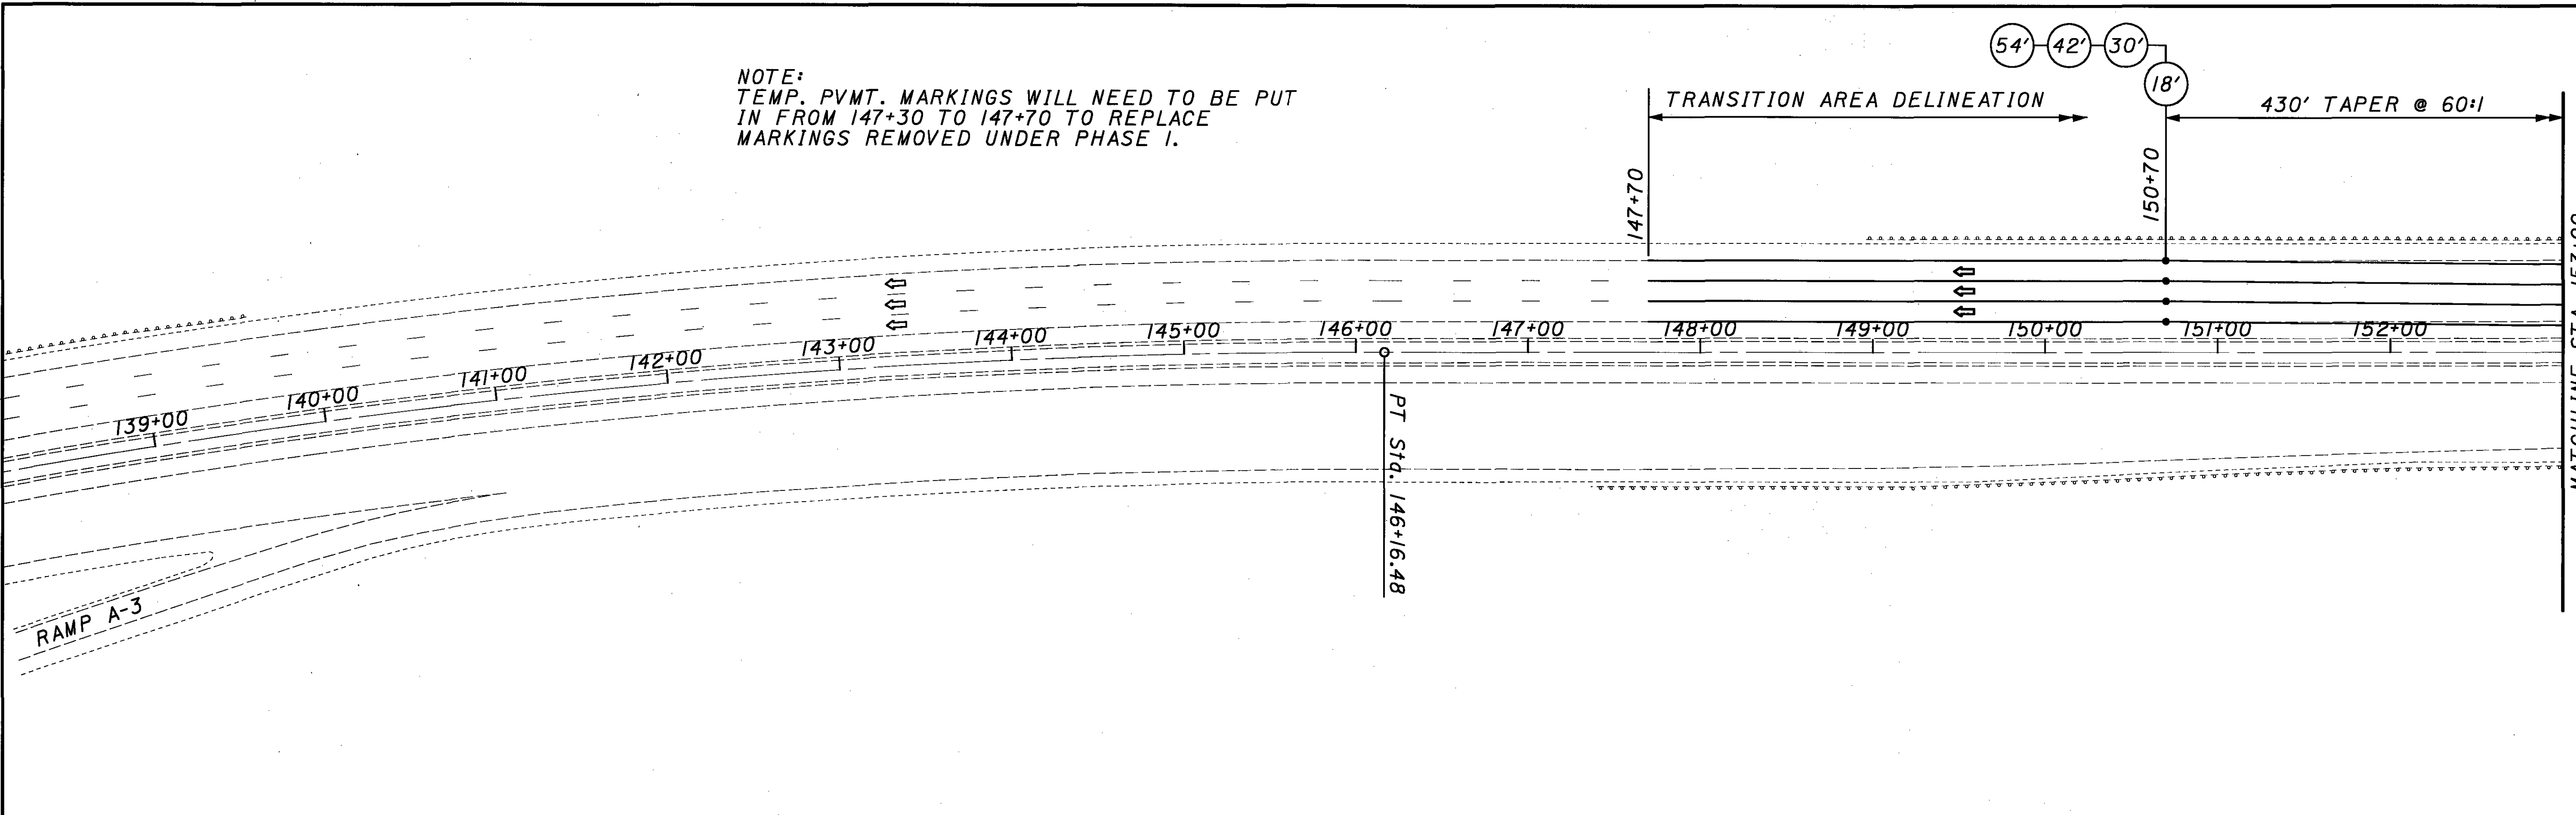 NOTE:
TEMP. PVMT. MARKINGS WILL NEED TO BE PUT
IN FROM 147+30 TO 147+70 TO REPLACE
MARKINGS REMOVED UNDER PHASE 1.
54' 42' 30'
18'
TRANSITION AREA DELINEATION
430' TAPER @ 60:1
147+70
150+70
139+00
140+00
141+00
142+00
143+00
144+00
145+00
146+00
147+00
148+00
149+00
150+00
151+00
152+00
PT Sta. 146+16.48
RAMP A-3